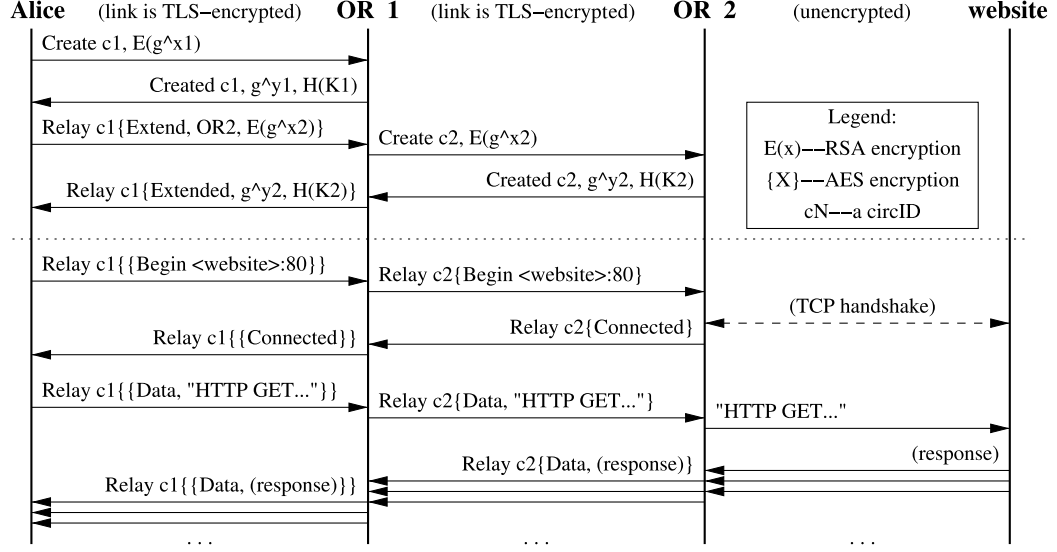 Alice (link is TLS−encrypted) OR 1 (link is TLS−encrypted) OR 2 (unencrypted) website
Create c1, E(g^x1)
Created c1, g^y1, H(K1)
Relay c1{Extend, OR2, E(g^x2)}
Create c2, E(g^x2)
Created c2, g^y2, H(K2)
Relay c1{Extended, g^y2, H(K2)}
Legend:
E(x)−−RSA encryption
{X}−−AES encryption
cN−−a circID
Relay c1{{Begin <website>:80}}
Relay c2{Begin <website>:80}
(TCP handshake)
Relay c2{Connected}
Relay c1{{Connected}}
Relay c1{{Data, "HTTP GET..."}}
Relay c2{Data, "HTTP GET..."}
"HTTP GET..."
(response)
Relay c2{Data, (response)}
Relay c1{{Data, (response)}}
. . . . . . . . .